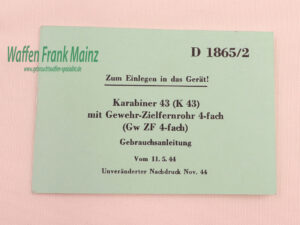 Waffen Frank Mainz
www.gebrauchtwaffen-spezialist.de
D 1865/2
Zum Einlegen in das Gerät!
Karabiner 43 (K 43)
mit Gewehr-Zielfernrohr 4-fach
(Gw ZF 4-fach)
Gebrauchsanleitung
Vom 11. 5. 44
Unveränderter Nachdruck Nov. 44